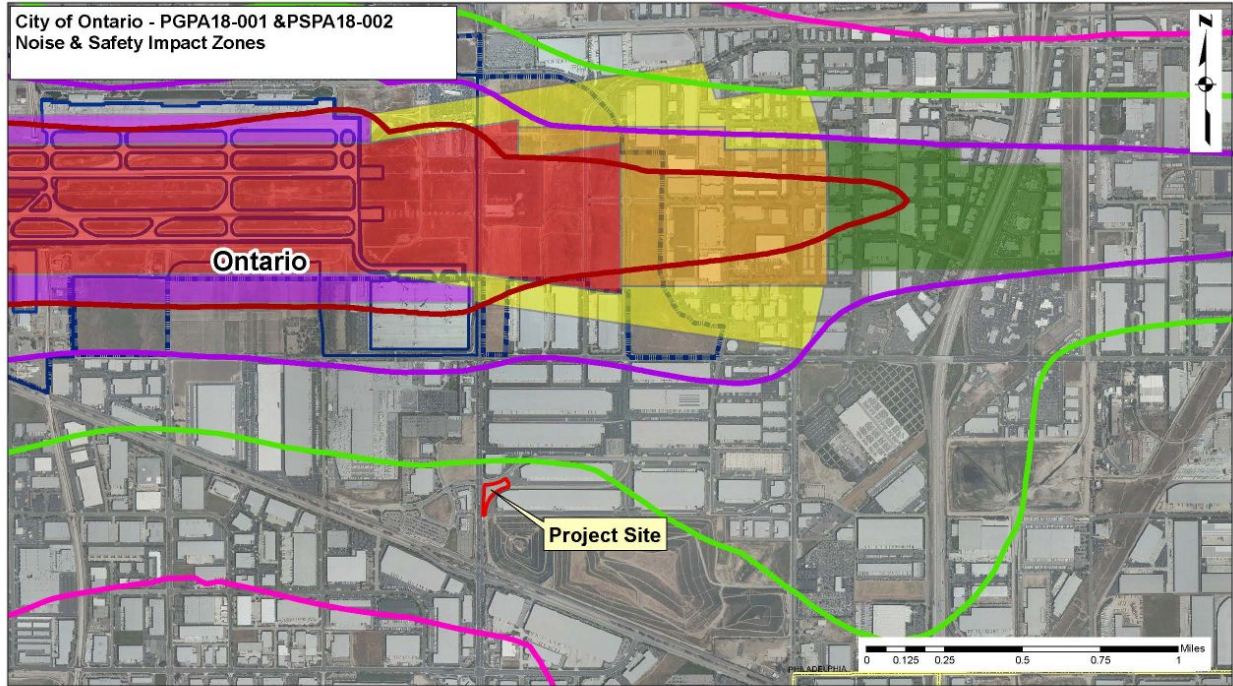 City of Ontario - PGPA18-001 &PSPA18-002
Noise & Safety Impact Zones
N
Ontario
Project Site
Miles
0 0.125 0.25 0.5 0.75 1
PHILADELPHIA